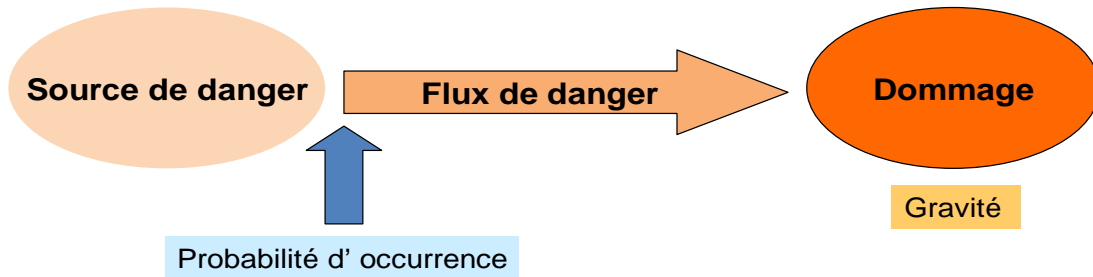 Source de danger
Flux de danger
Dommage
Gravité
Probabilité d' occurrence